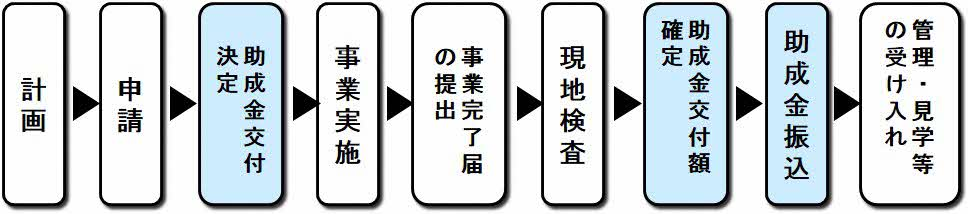 計画
申請
助成金交付
決定
事業実施
事業完了届
の提出
現地検査
助成金交付額
確定
助成金振込
管理・見学等
の受け入れ